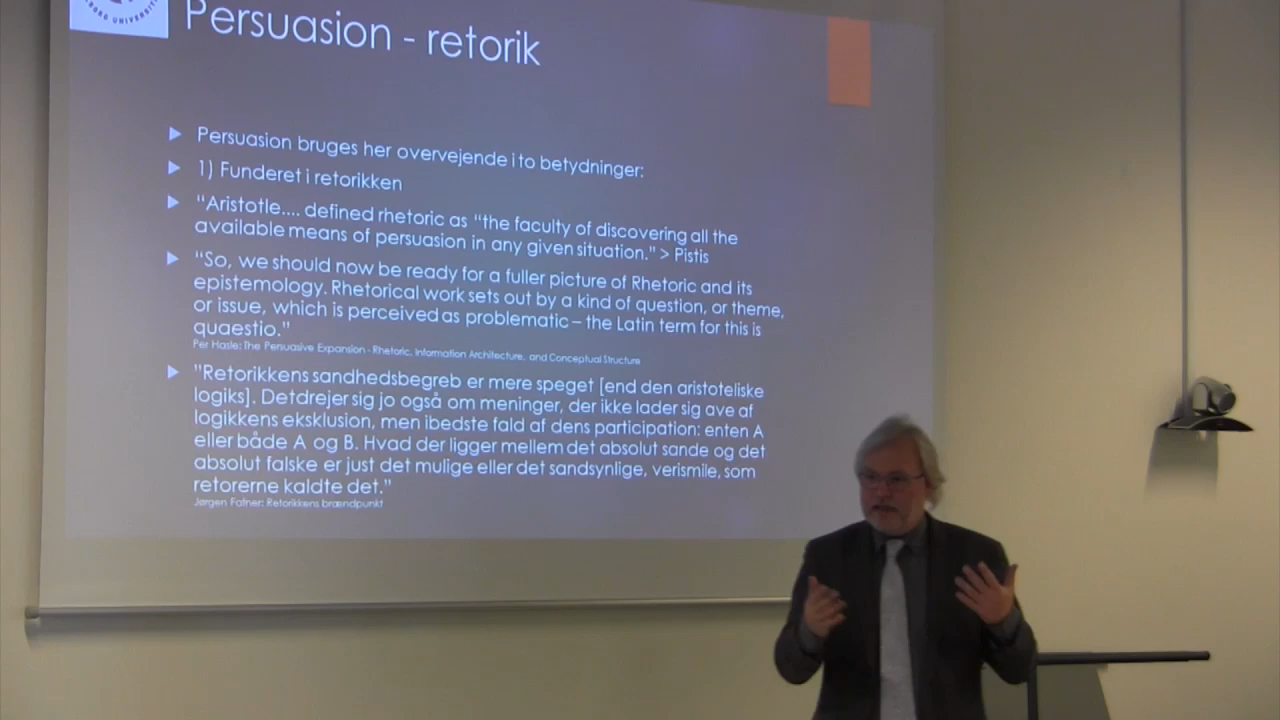 BORG UNIVERSIT
Persuasion - retorik
Persuasion bruges her overvejende i to betydninger:
1) Funderet i retorikken
“Aristotle.... defined rhetoric as “the faculty of discovering all the
available means of persuasion in any given situation.” > Pistis
“So, we should now be ready for a fuller picture of Rhetoric and its
epistemology. Rhetorical work sets out by a kind of question, or theme,
or issue, which is perceived as problematic – the Latin term for this is
quaestio.”
Per Hasle: The Persuasive Expansion - Rhetoric, Information Architecture, and Conceptual Structure
”Retorikkens sandhedsbegreb er mere speget [end den aristoteliske
logiks]. Det drejer sig jo også om meninger, der ikke lader sig ave af
logikkens eksklusion, men i bedste fald af dens participation: enten A
eller både A og B. Hvad der ligger mellem det absolut sande og det
absolut falske er just det mulige eller det sandsynlige, verismile, som
retorerne kaldte det.”
Jørgen Fafner: Retorikkens brændpunkt